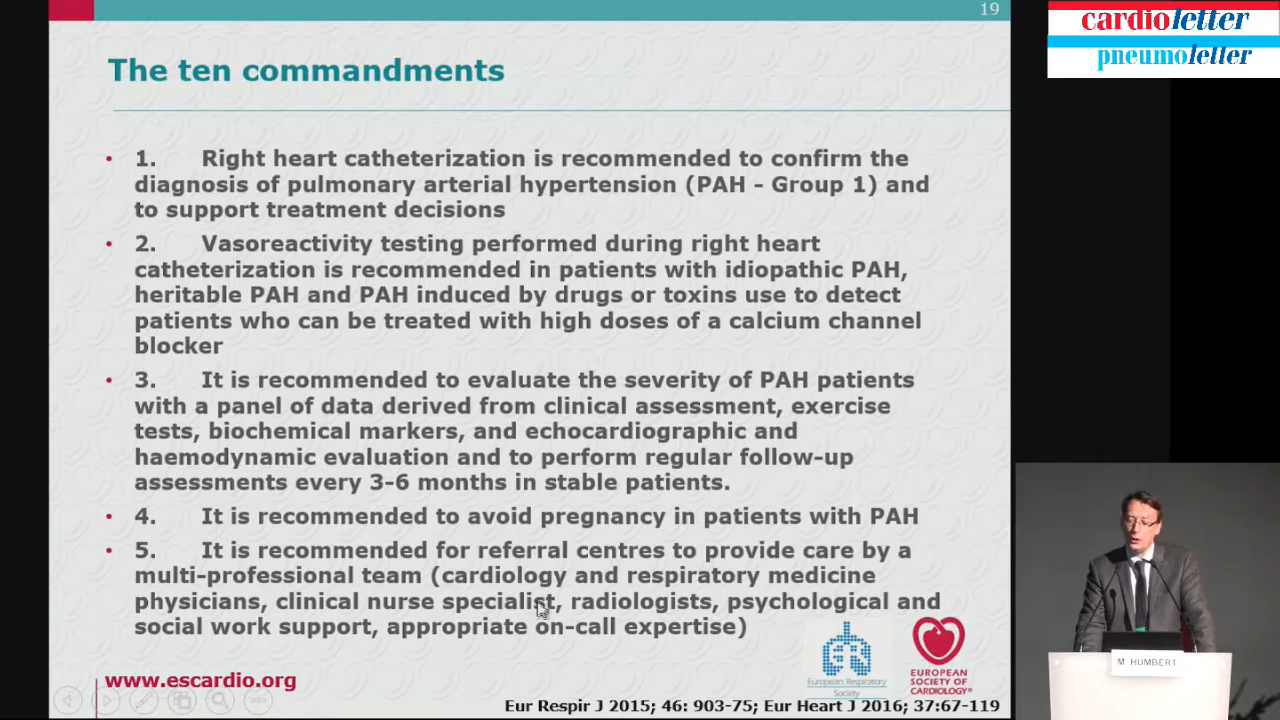 19
cardioletter
pneumoletter
The ten commandments
• 1. Right heart catheterization is recommended to confirm the
diagnosis of pulmonary arterial hypertension (PAH - Group 1) and
to support treatment decisions
• 2. Vasoreactivity testing performed during right heart
catheterization is recommended in patients with idiopathic PAH,
heritable PAH and PAH induced by drugs or toxins use to detect
patients who can be treated with high doses of a calcium channel
blocker
• 3. It is recommended to evaluate the severity of PAH patients
with a panel of data derived from clinical assessment, exercise
tests, biochemical markers, and echocardiographic and
haemodynamic evaluation and to perform regular follow-up
assessments every 3-6 months in stable patients.
• 4. It is recommended to avoid pregnancy in patients with PAH
• 5. It is recommended for referral centres to provide care by a
multi-professional team (cardiology and respiratory medicine
physicians, clinical nurse specialist, radiologists, psychological and
social work support, appropriate on-call expertise)
www.escardio.org
European Respiratory
Society
EUROPEAN
SOCIETY OF
CARDIOLOGY®
Eur Respir J 2015; 46: 903-75; Eur Heart J 2016; 37:67-119
M HUMBERT